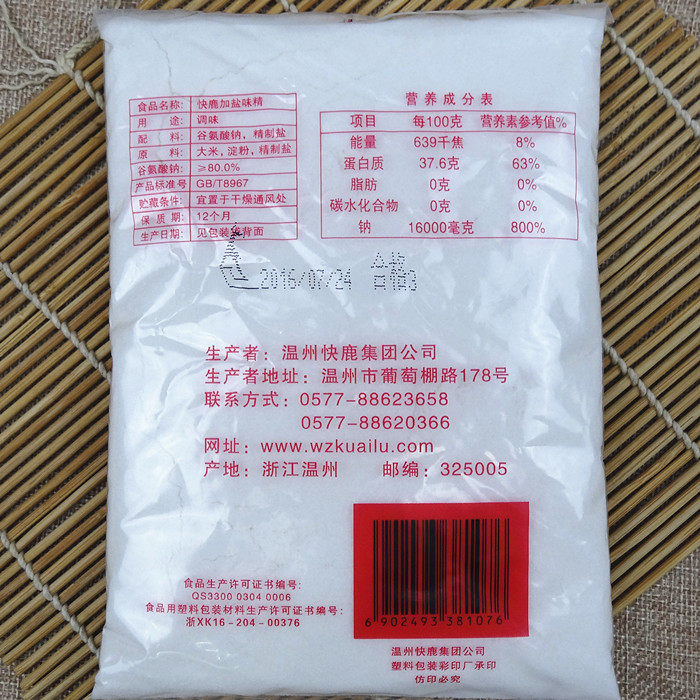 食品名称: 快鹿加盐味精
用 途: 调味
配 料: 谷氨酸钠，精制盐
原 料: 大米，淀粉，精制盐
谷氨酸钠: ≥80.0%
产品标准号 GB/T8967
贮藏条件: 宜置于干燥通风处
保 质 期: 12个月
生产日期: 见包装袋背面
营养成分表
项目 每100克 营养素参考值%
能量 639千焦 8%
蛋白质 37.6克 63%
脂肪 0克 0%
碳水化合物 0克 0%
钠 16000毫克 800%
2016/07/24
生产者：温州快鹿集团公司
生产者地址：温州市葡萄棚路178号
联系方式：0577-88623658
0577-88620366
网址：www.wzkuailu.com
产地：浙江温州 邮编：325005
食品生产许可证书编号:
QS3300 0304 0006
食品用塑料包装材料生产许可证书编号:
浙XK16-204-00376
6 902493 381076
温州快鹿集团公司
塑料包装彩印厂承印
仿印必究